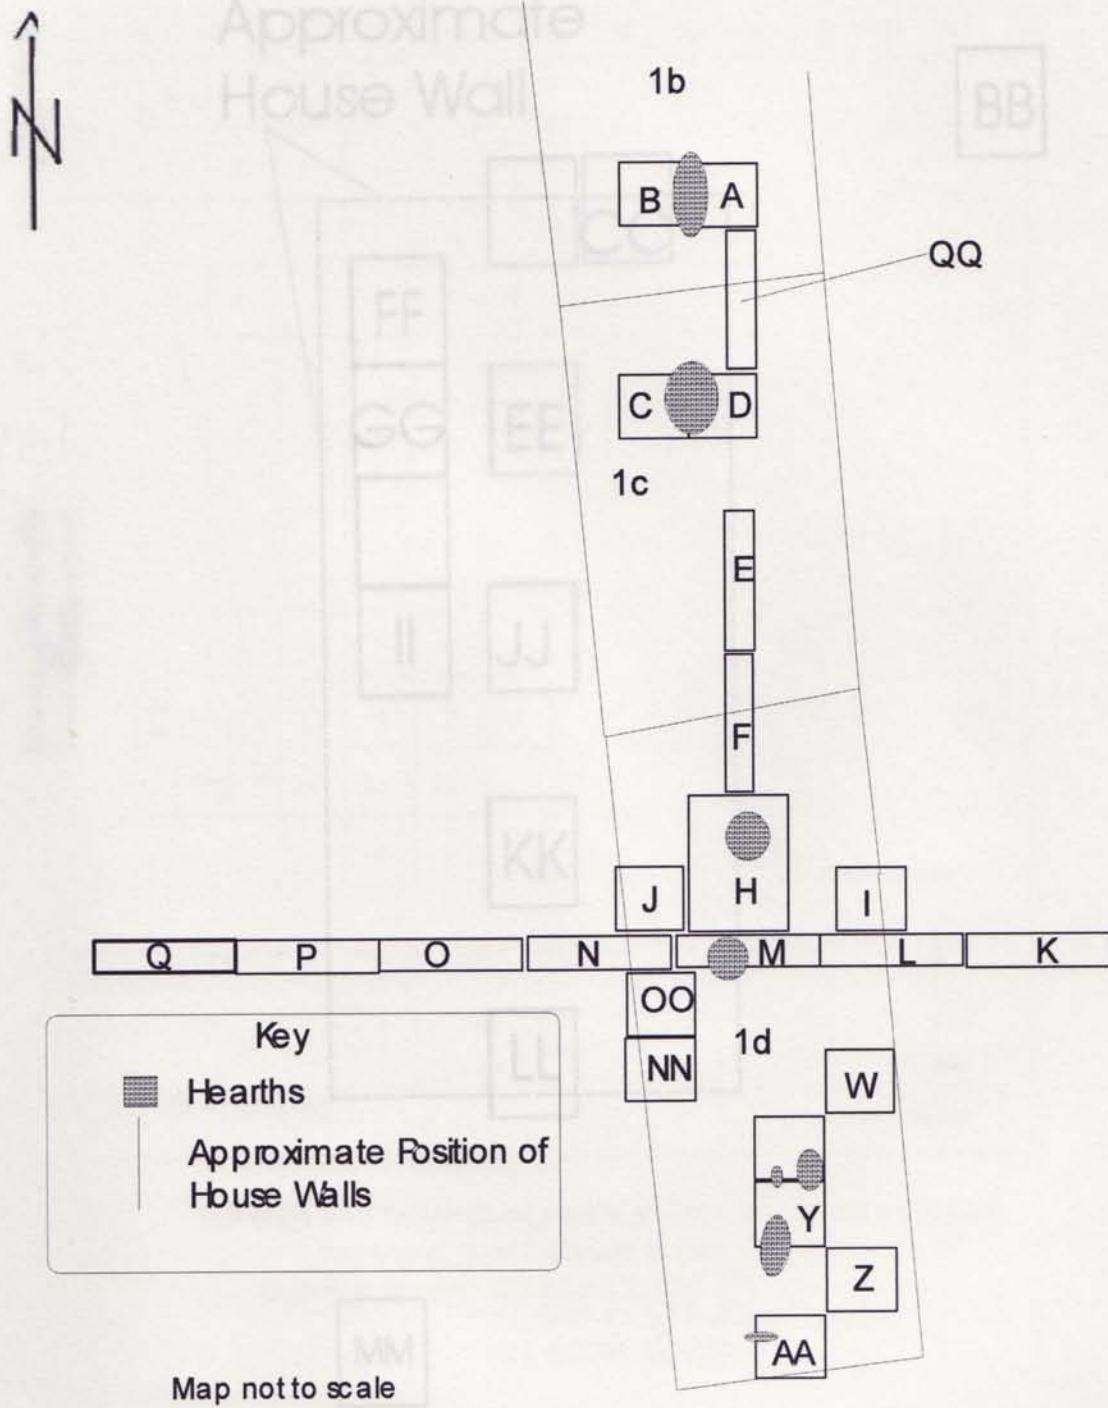 Approximate
House Wall
N
1b
BB
B
A
CC
QQ
FF
C
D
GG
EE
1c
E
II
JJ
F
KK
H
J
I
Q
P
O
N
M
L
K
OO
1d
NN
LL
W
Key
Hearths
Approximate Position of
House Walls
Y
Z
AA
MM
Map not to scale